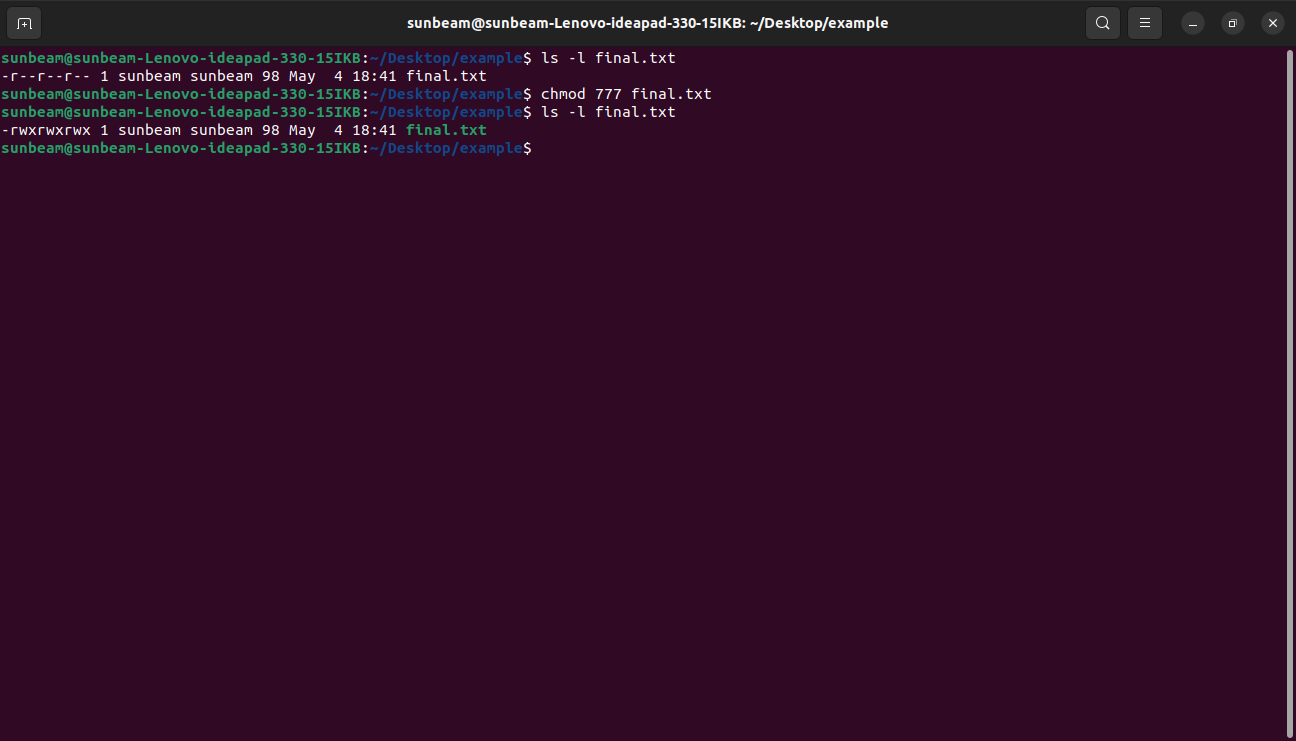 sunbeam@sunbeam-Lenovo-ideapad-330-15IKB: ~/Desktop/example
sunbeam@sunbeam-Lenovo-ideapad-330-15IKB:~/Desktop/example$ ls -l final.txt
-r--r--r-- 1 sunbeam sunbeam 98 May  4 18:41 final.txt
sunbeam@sunbeam-Lenovo-ideapad-330-15IKB:~/Desktop/example$ chmod 777 final.txt
sunbeam@sunbeam-Lenovo-ideapad-330-15IKB:~/Desktop/example$ ls -l final.txt
-rwxrwxrwx 1 sunbeam sunbeam 98 May  4 18:41 final.txt
sunbeam@sunbeam-Lenovo-ideapad-330-15IKB:~/Desktop/example$